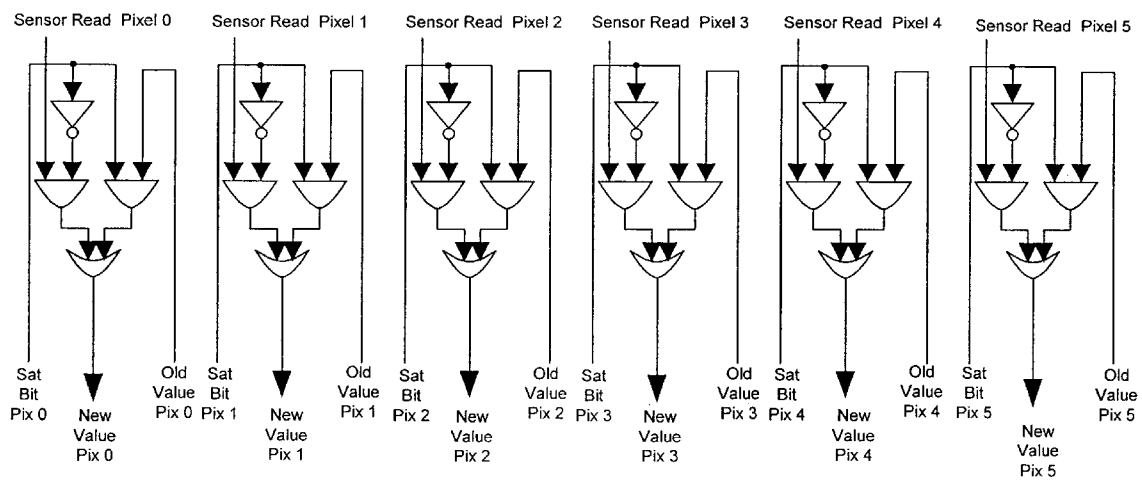 Sensor Read Pixel 0
Sensor Read Pixel 1
Sensor Read Pixel 2
Sensor Read Pixel 3
Sensor Read Pixel 4
Sensor Read Pixel 5
Sat
Bit
Pix 0
New
Value
Pix 0
Old
Value
Pix 0
Sat
Bit
Pix 1
New
Value
Pix 1
Old
Value
Pix 1
Sat
Bit
Pix 2
New
Value
Pix 2
Old
Value
Pix 2
Sat
Bit
Pix 3
New
Value
Pix 3
Old
Value
Pix 3
Sat
Bit
Pix 4
New
Value
Pix 4
Old
Value
Pix 4
Sat
Bit
Pix 5
New
Value
Pix 5
Old
Value
Pix 5